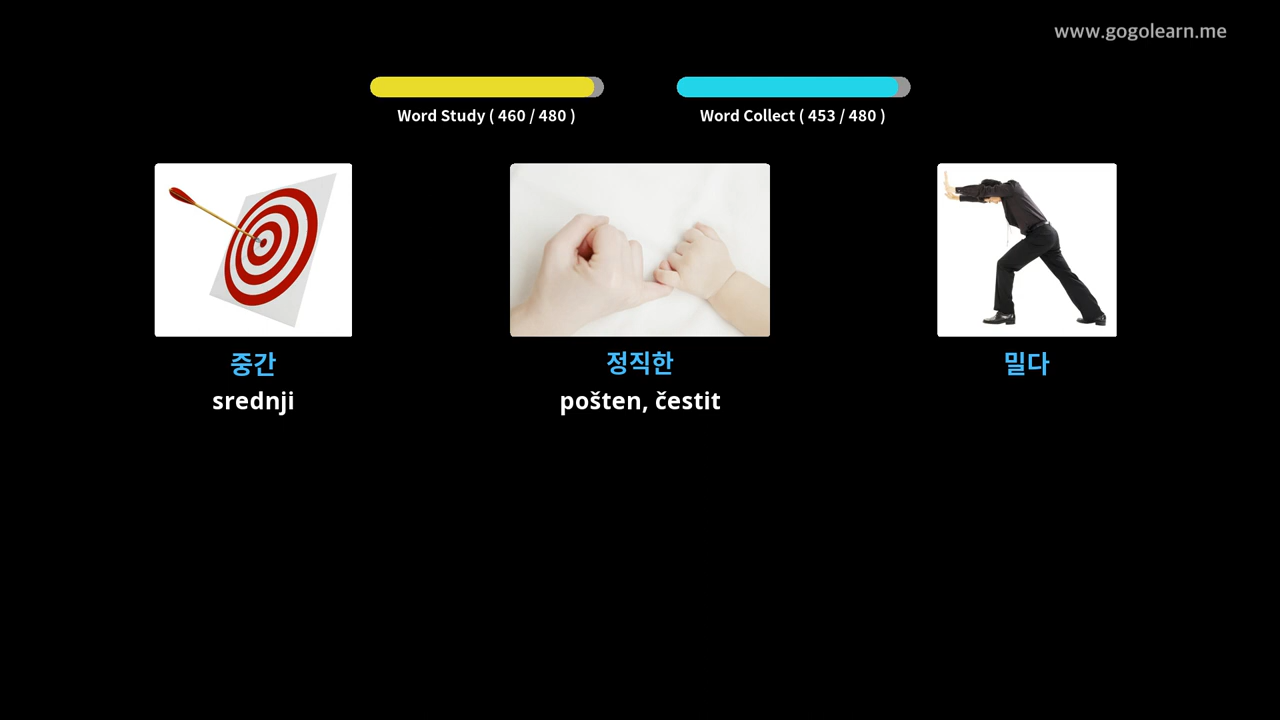 www.gogolearn.me
Word Study ( 460 / 480 )
Word Collect ( 453 / 480 )
중간
정직한
밀다
srednji
pošten, čestit